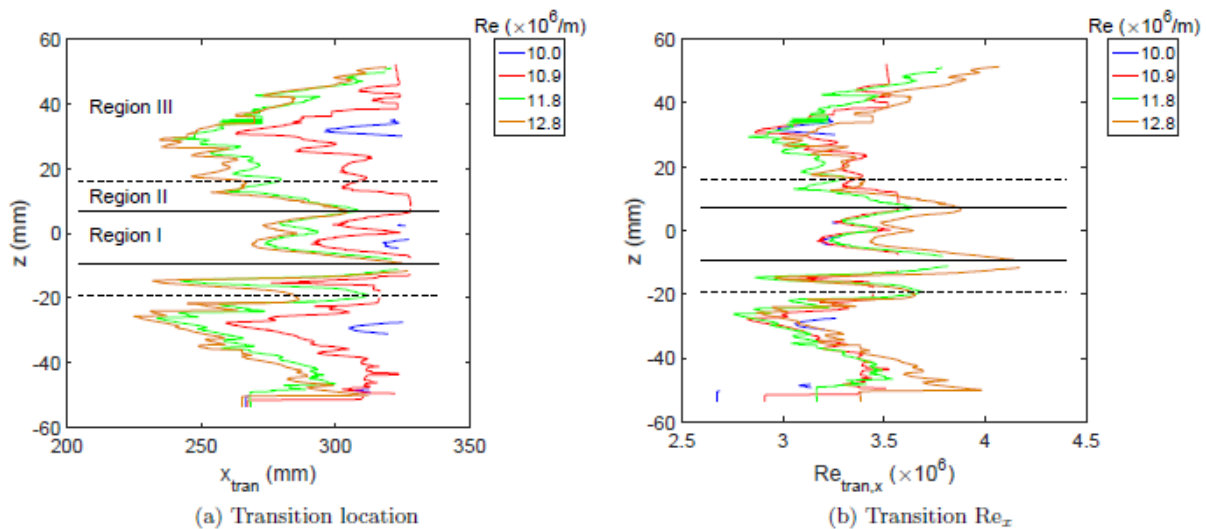 Re (×10⁶/m)
10.0
10.9
11.8
12.8
60
40
20
0
-20
-40
-60
z (mm)
Region III
Region II
Region I
200 250 300 350
x_tran (mm)
(a) Transition location
Re (×10⁶/m)
10.0
10.9
11.8
12.8
60
40
20
0
-20
-40
-60
z (mm)
2.5 3 3.5 4 4.5
Re_tran,x (×10⁶)
(b) Transition Reₓ